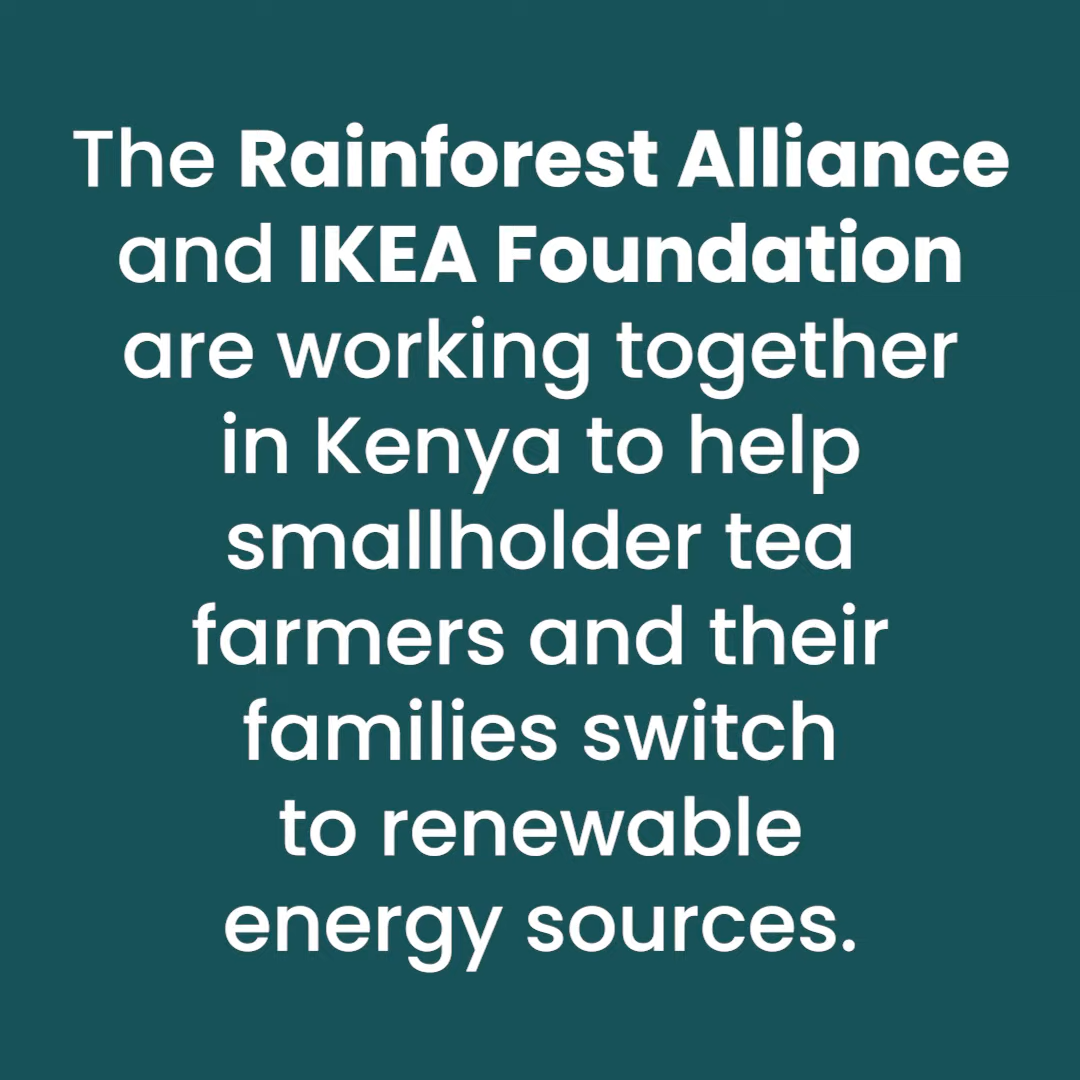 The Rainforest Alliance
and IKEA Foundation
are working together
in Kenya to help
smallholder tea
farmers and their
families switch
to renewable
energy sources.